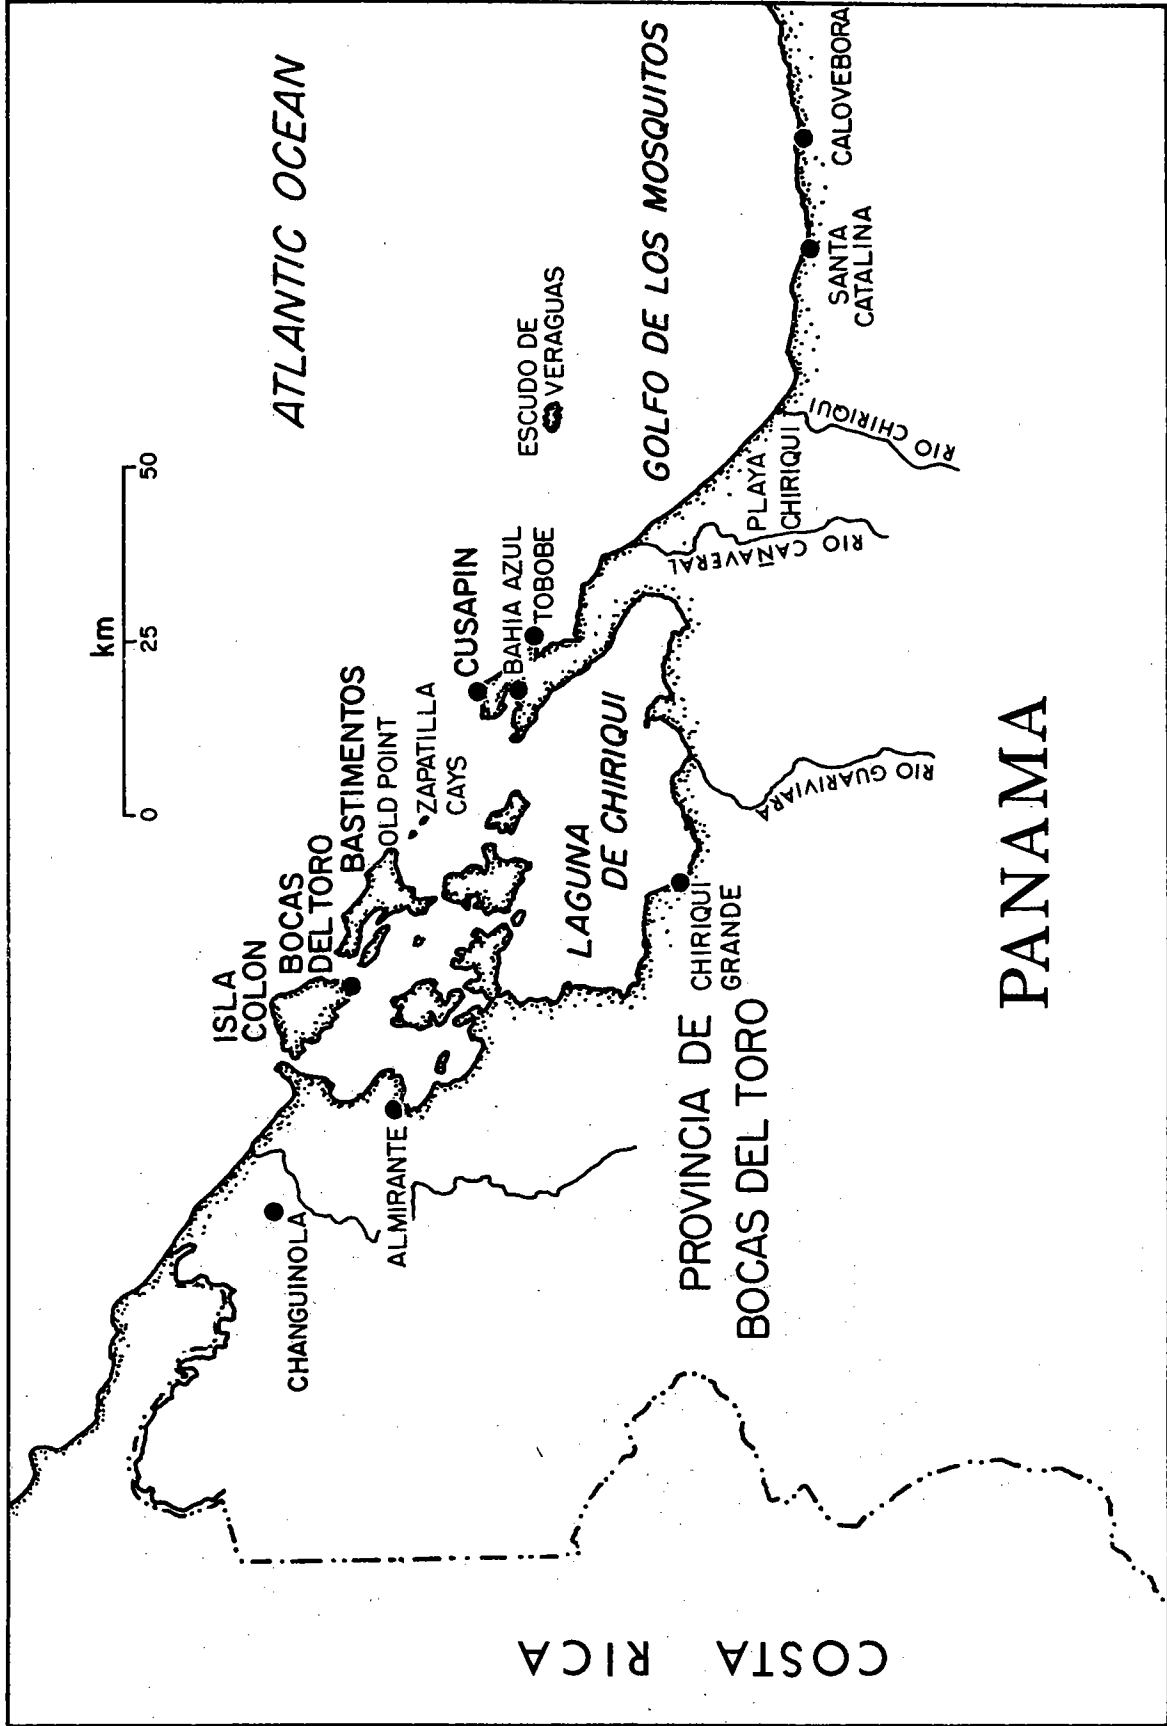 ATLANTIC OCEAN
km
0 25 50
ISLA
COLON
BOCAS
DEL TORO
BASTIMENTOS
OLD POINT
ZAPATILLA
CAYS
CUSAPIN
BAHIA AZUL
TOBOBE
ESCUDO DE
VERAGUAS
GOLFO DE LOS MOSQUITOS
CHANGUINOLA
ALMIRANTE
LAGUNA
DE CHIRIQUI
PROVINCIA DE
BOCAS DEL TORO
CHIRIQUI
GRANDE
RIO GUARIVIARA
RIO CAÑAVERAL
PLAYA
CHIRIQUI
RIO CHIRIQUI
SANTA
CATALINA
CALOVEBORA
COSTA RICA
PANAMA